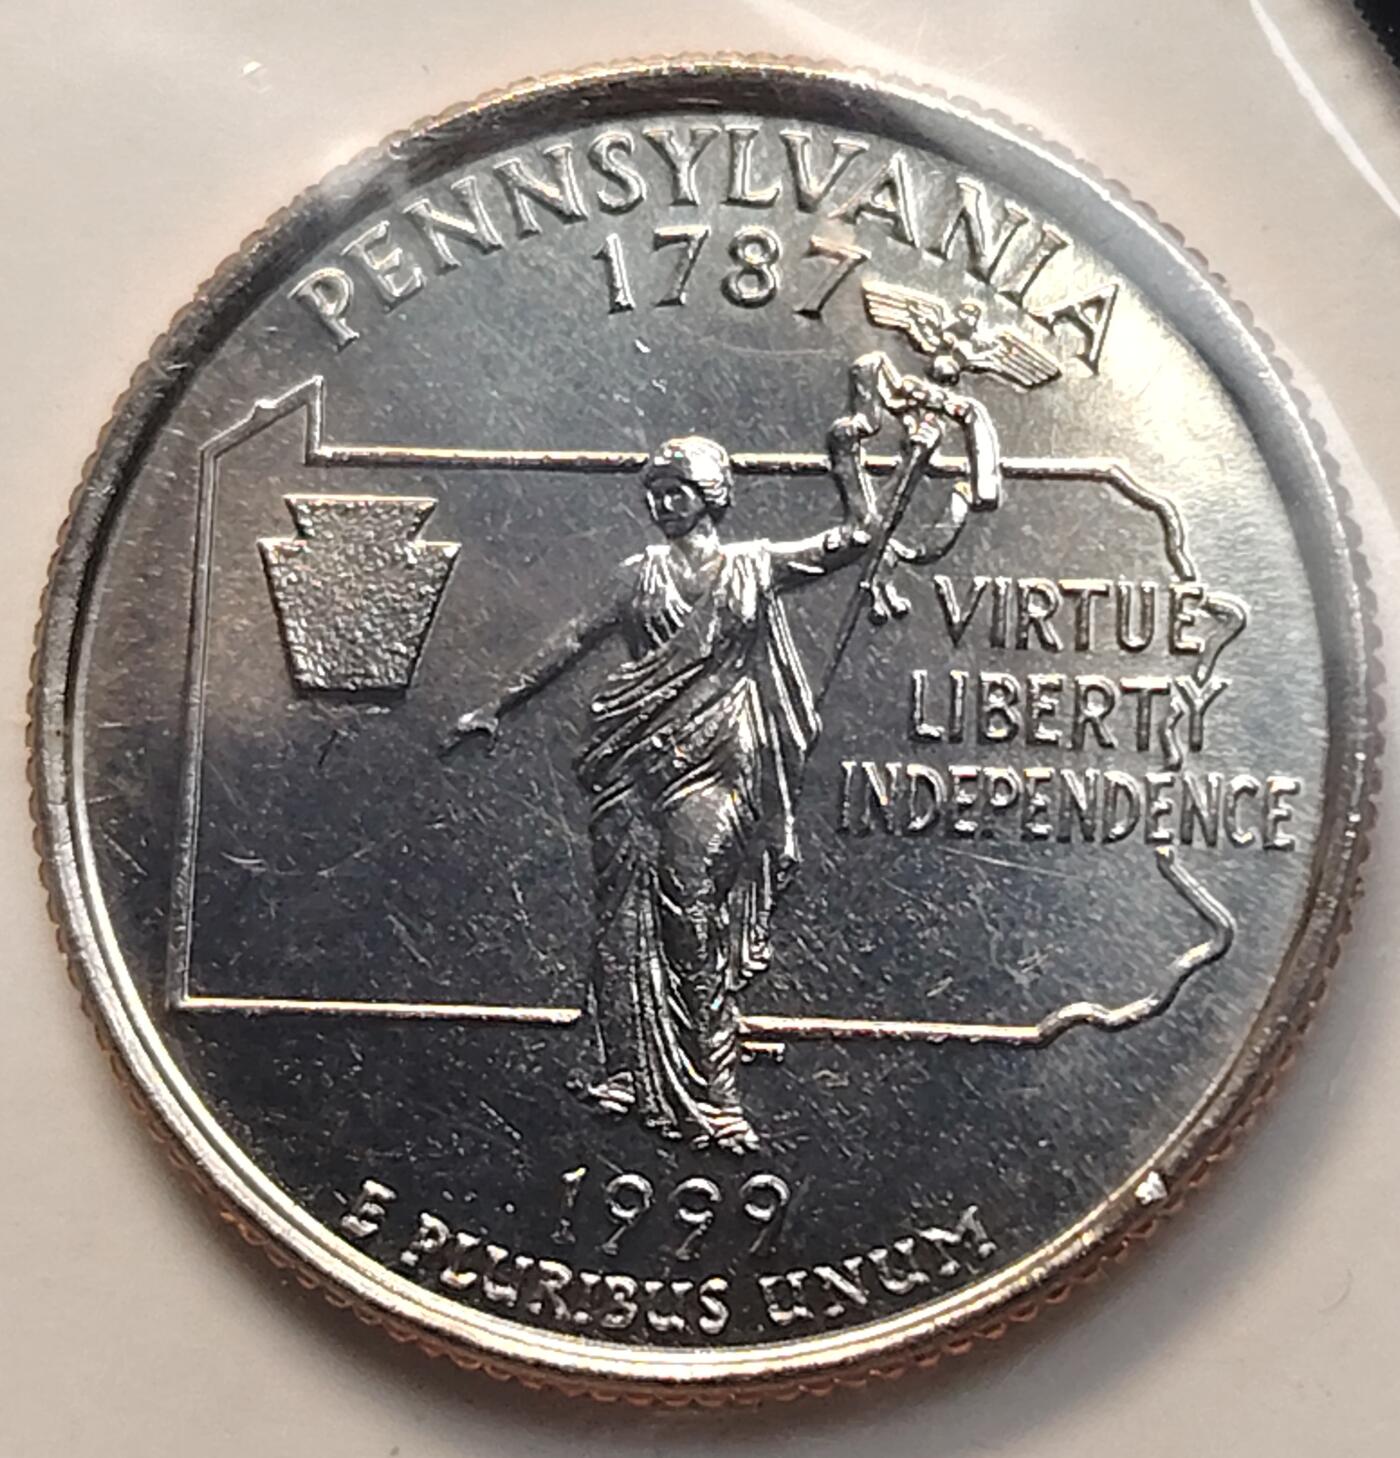 PENNSYLVANIA
1787
VIRTUE
LIBERTY
INDEPENDENCE
1999
E PLURIBUS UNUM